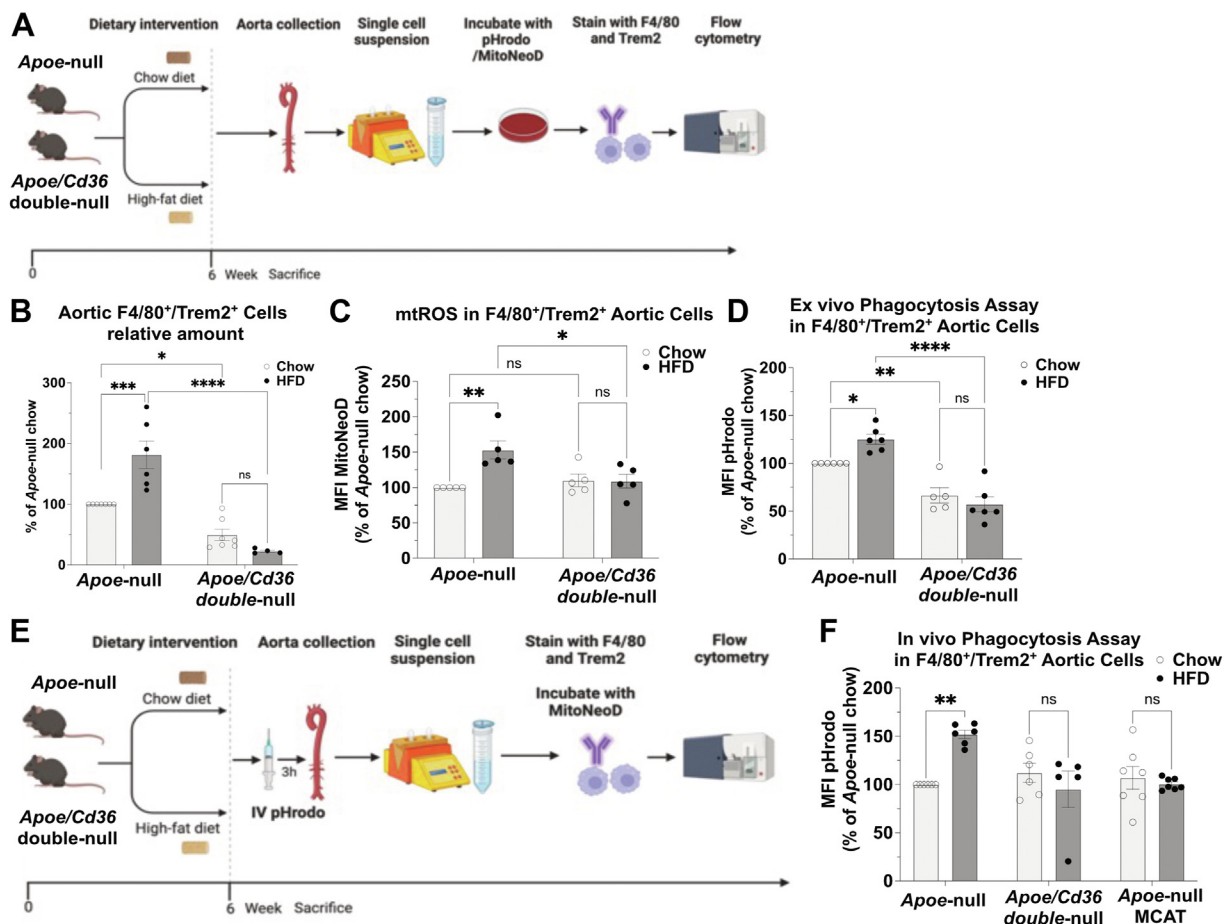 A
Dietary intervention
Aorta collection
Single cell
suspension
Incubate with
pHrodo
/MitoNeoD
Stain with F4/80
and Trem2
Flow
cytometry
Apoe-null
Chow diet
Apoe/Cd36
double-null
High-fat diet
0
6 Week Sacrifice
B
Aortic F4/80⁺/Trem2⁺ Cells
relative amount
Chow
HFD
% of Apoe-null chow
300
200
100
0
*
***
****
ns
Apoe-null
Apoe/Cd36
double-null
C
mtROS in F4/80⁺/Trem2⁺ Aortic Cells
Chow
HFD
MFI MitoNeoD
(% of Apoe-null chow)
250
200
150
100
50
0
*
ns
**
ns
Apoe-null
Apoe/Cd36
double-null
D
Ex vivo Phagocytosis Assay
in F4/80⁺/Trem2⁺ Aortic Cells
Chow
HFD
MFI pHrodo
(% of Apoe-null chow)
200
150
100
50
0
****
**
*
ns
Apoe-null
Apoe/Cd36
double-null
E
Dietary intervention
Aorta collection
Single cell
suspension
Stain with F4/80
and Trem2
Incubate with
MitoNeoD
Flow
cytometry
Apoe-null
Chow diet
3h
IV pHrodo
Apoe/Cd36
double-null
High-fat diet
0
6 Week Sacrifice
F
In vivo Phagocytosis Assay
in F4/80⁺/Trem2⁺ Aortic Cells
Chow
HFD
MFI pHrodo
(% of Apoe-null chow)
200
150
100
50
0
**
ns
ns
Apoe-null
Apoe/Cd36
double-null
Apoe-null
MCAT